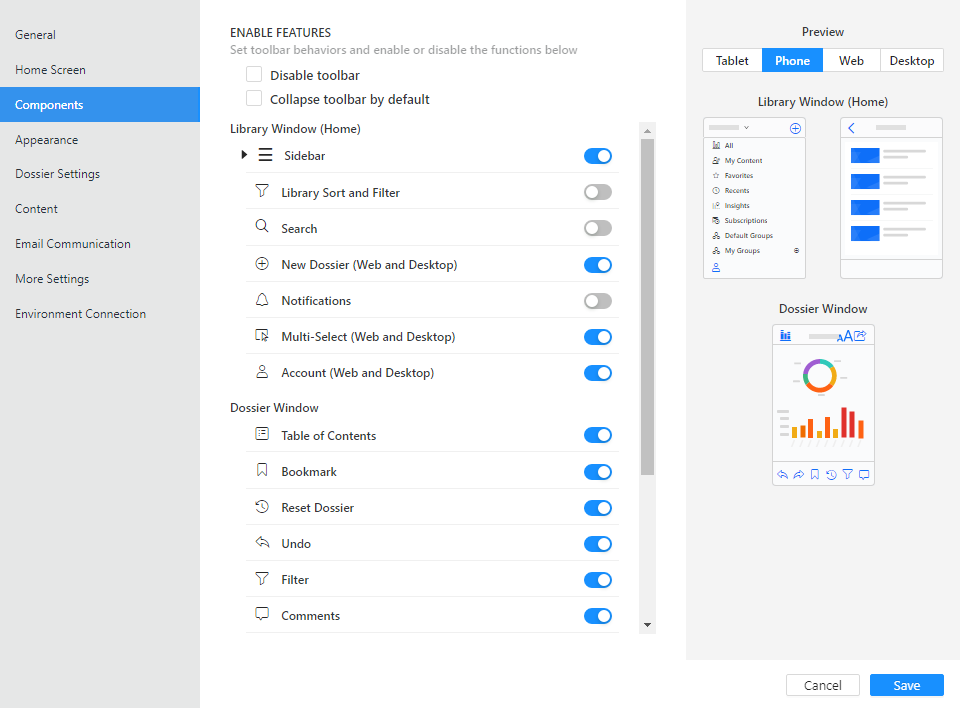 General
Home Screen
Components
Appearance
Dossier Settings
Content
Email Communication
More Settings
Environment Connection
ENABLE FEATURES
Set toolbar behaviors and enable or disable the functions below
Disable toolbar
Collapse toolbar by default
Library Window (Home)
Sidebar
Library Sort and Filter
Search
New Dossier (Web and Desktop)
Notifications
Multi-Select (Web and Desktop)
Account (Web and Desktop)
Dossier Window
Table of Contents
Bookmark
Reset Dossier
Undo
Filter
Comments
Preview
Tablet Phone Web Desktop
Library Window (Home)
All
My Content
Favorites
Recents
Insights
Subscriptions
Default Groups
My Groups
Dossier Window
AA
Cancel Save